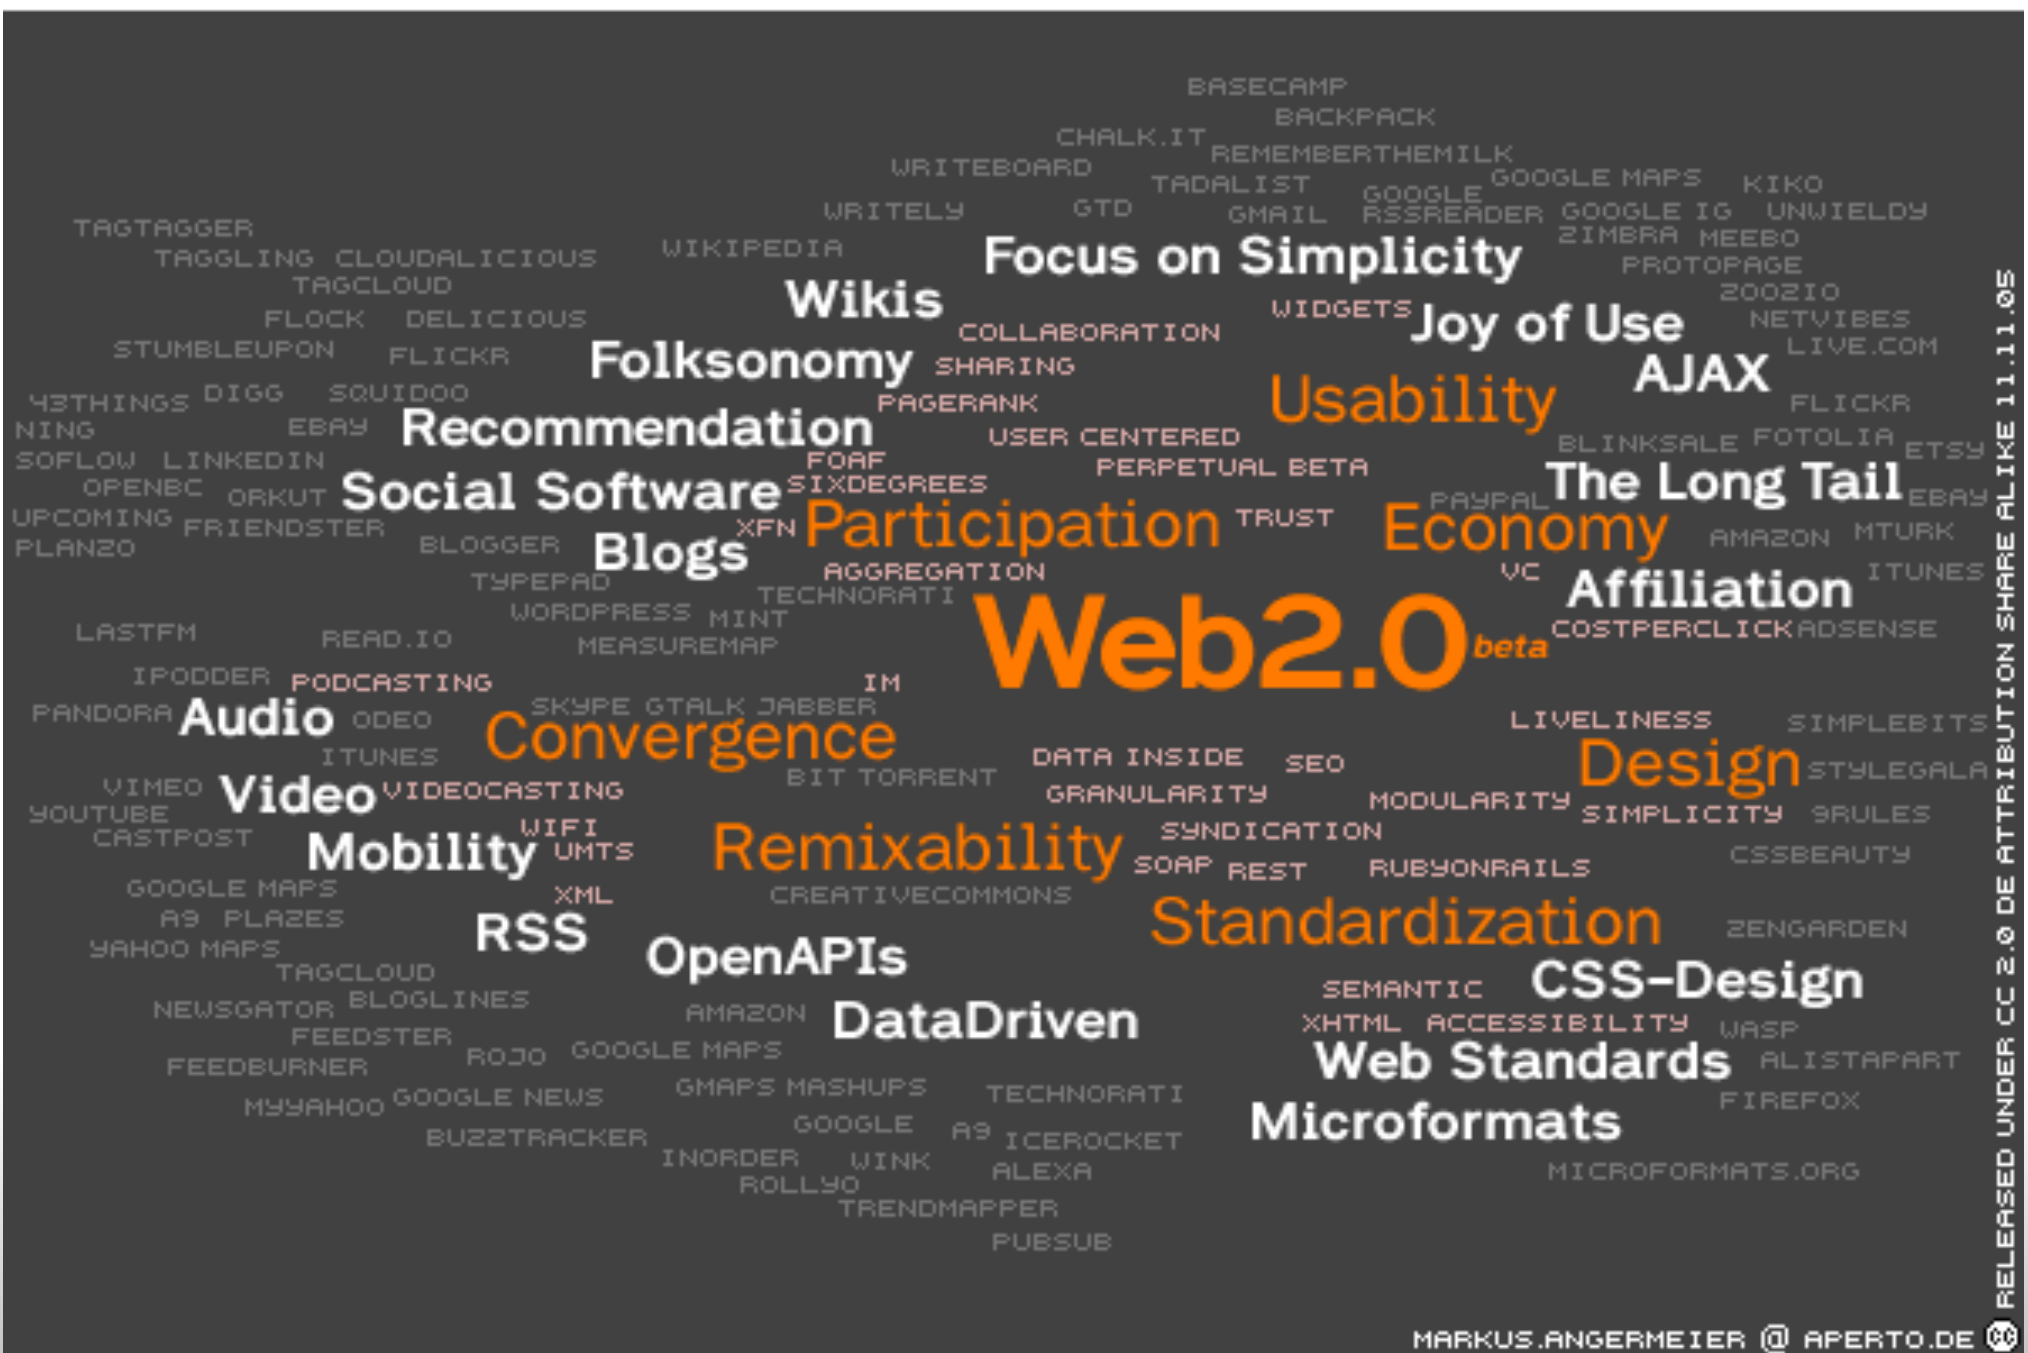 BASECAMP
BACKPACK
CHALK.IT
REMEMBERTHEMILK
WRITEBOARD
TADALIST
GOOGLE MAPS
KIKO
GOOGLE
RSSREADER
WRITELY
GTD
GMAIL
GOOGLE IG
UNWIELDY
TAGTAGGER
WIKIPEDIA
ZIMBRA
MEEBO
TAGGLING
CLOUDALICIOUS
Focus on Simplicity
PROTOPAGE
TAGCLOUD
Wikis
ZOOZIO
WIDGETS
Joy of Use
NETVIBES
FLOCK
DELICIOUS
COLLABORATION
LIVE.COM
STUMBLEUPON
FLICKR
Folksonomy
SHARING
AJAX
43THINGS
DIGG
SQUIDOO
PAGERANK
Usability
FLICKR
NING
EBAY
Recommendation
USER CENTERED
BLINKSALE
FOTOLIA
ETSY
SOFLOW
LINKEDIN
FOAF
PERPETUAL BETA
OPENBC
ORKUT
Social Software
SIXDEGREES
The Long Tail
PAYPAL
EBAY
UPCOMING
FRIENDSTER
XFN
Participation
TRUST
Economy
AMAZON
MTURK
PLANZO
BLOGGER
Blogs
AGGREGATION
VC
ITUNES
TYPEPAD
TECHNORATI
Affiliation
WORDPRESS
MINT
LASTFM
READ.IO
MEASUREMAP
Web2.0
beta
COSTPERCLICK
ADSENSE
IPODDER
PODCASTING
IM
PANDORA
Audio
ODEO
SKYPE GTALK JABBER
LIVELINESS
SIMPLEBITS
Convergence
ITUNES
DATA INSIDE
SEO
Design
STYLEGALA
BIT TORRENT
VIMEO
Video
VIDEOCASTING
GRANULARITY
MODULARITY
YOUTUBE
SIMPLICITY
9RULES
CASTPOST
WIFI
SYNDICATION
Mobility
UMTS
Remixability
SOAP
REST
RUBYONRAILS
CSSBEAUTY
GOOGLE MAPS
XML
CREATIVECOMMONS
A9
PLAZES
RSS
Standardization
ZENGARDEN
YAHOO MAPS
OpenAPIs
TAGCLOUD
SEMANTIC
CSS-Design
NEWSGATOR
BLOGLINES
AMAZON
DataDriven
XHTML
ACCESSIBILITY
WASP
FEEDSTER
ROJO
GOOGLE MAPS
Web Standards
ALISTAPART
FEEDBURNER
GMAPS MASHUPS
TECHNORATI
MYYAHOO
GOOGLE NEWS
FIREFOX
GOOGLE
A9
ICEROCKET
Microformats
BUZZTRACKER
INORDER
WINK
ALEXA
MICROFORMATS.ORG
ROLLYO
TRENDMAPPER
PUBSUB
RELEASED UNDER CC 2.0 DE ATTRIBUTION SHARE ALIKE 11.11.05
MARKUS.ANGERMEIER @ APERTO.DE
cc